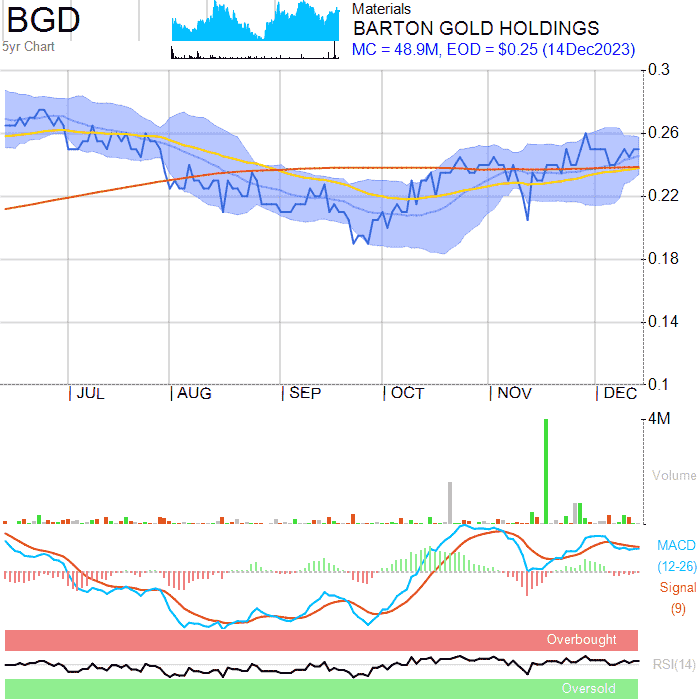 BGD
5yr Chart
Materials
BARTON GOLD HOLDINGS
MC = 48.9M, EOD = $0.25 (14Dec2023)
0.3
0.26
0.22
0.18
0.14
0.1
JUL AUG SEP OCT NOV DEC
4M
Volume
MACD
(12-26)
Signal
(9)
Overbought
RSI(14)
Oversold